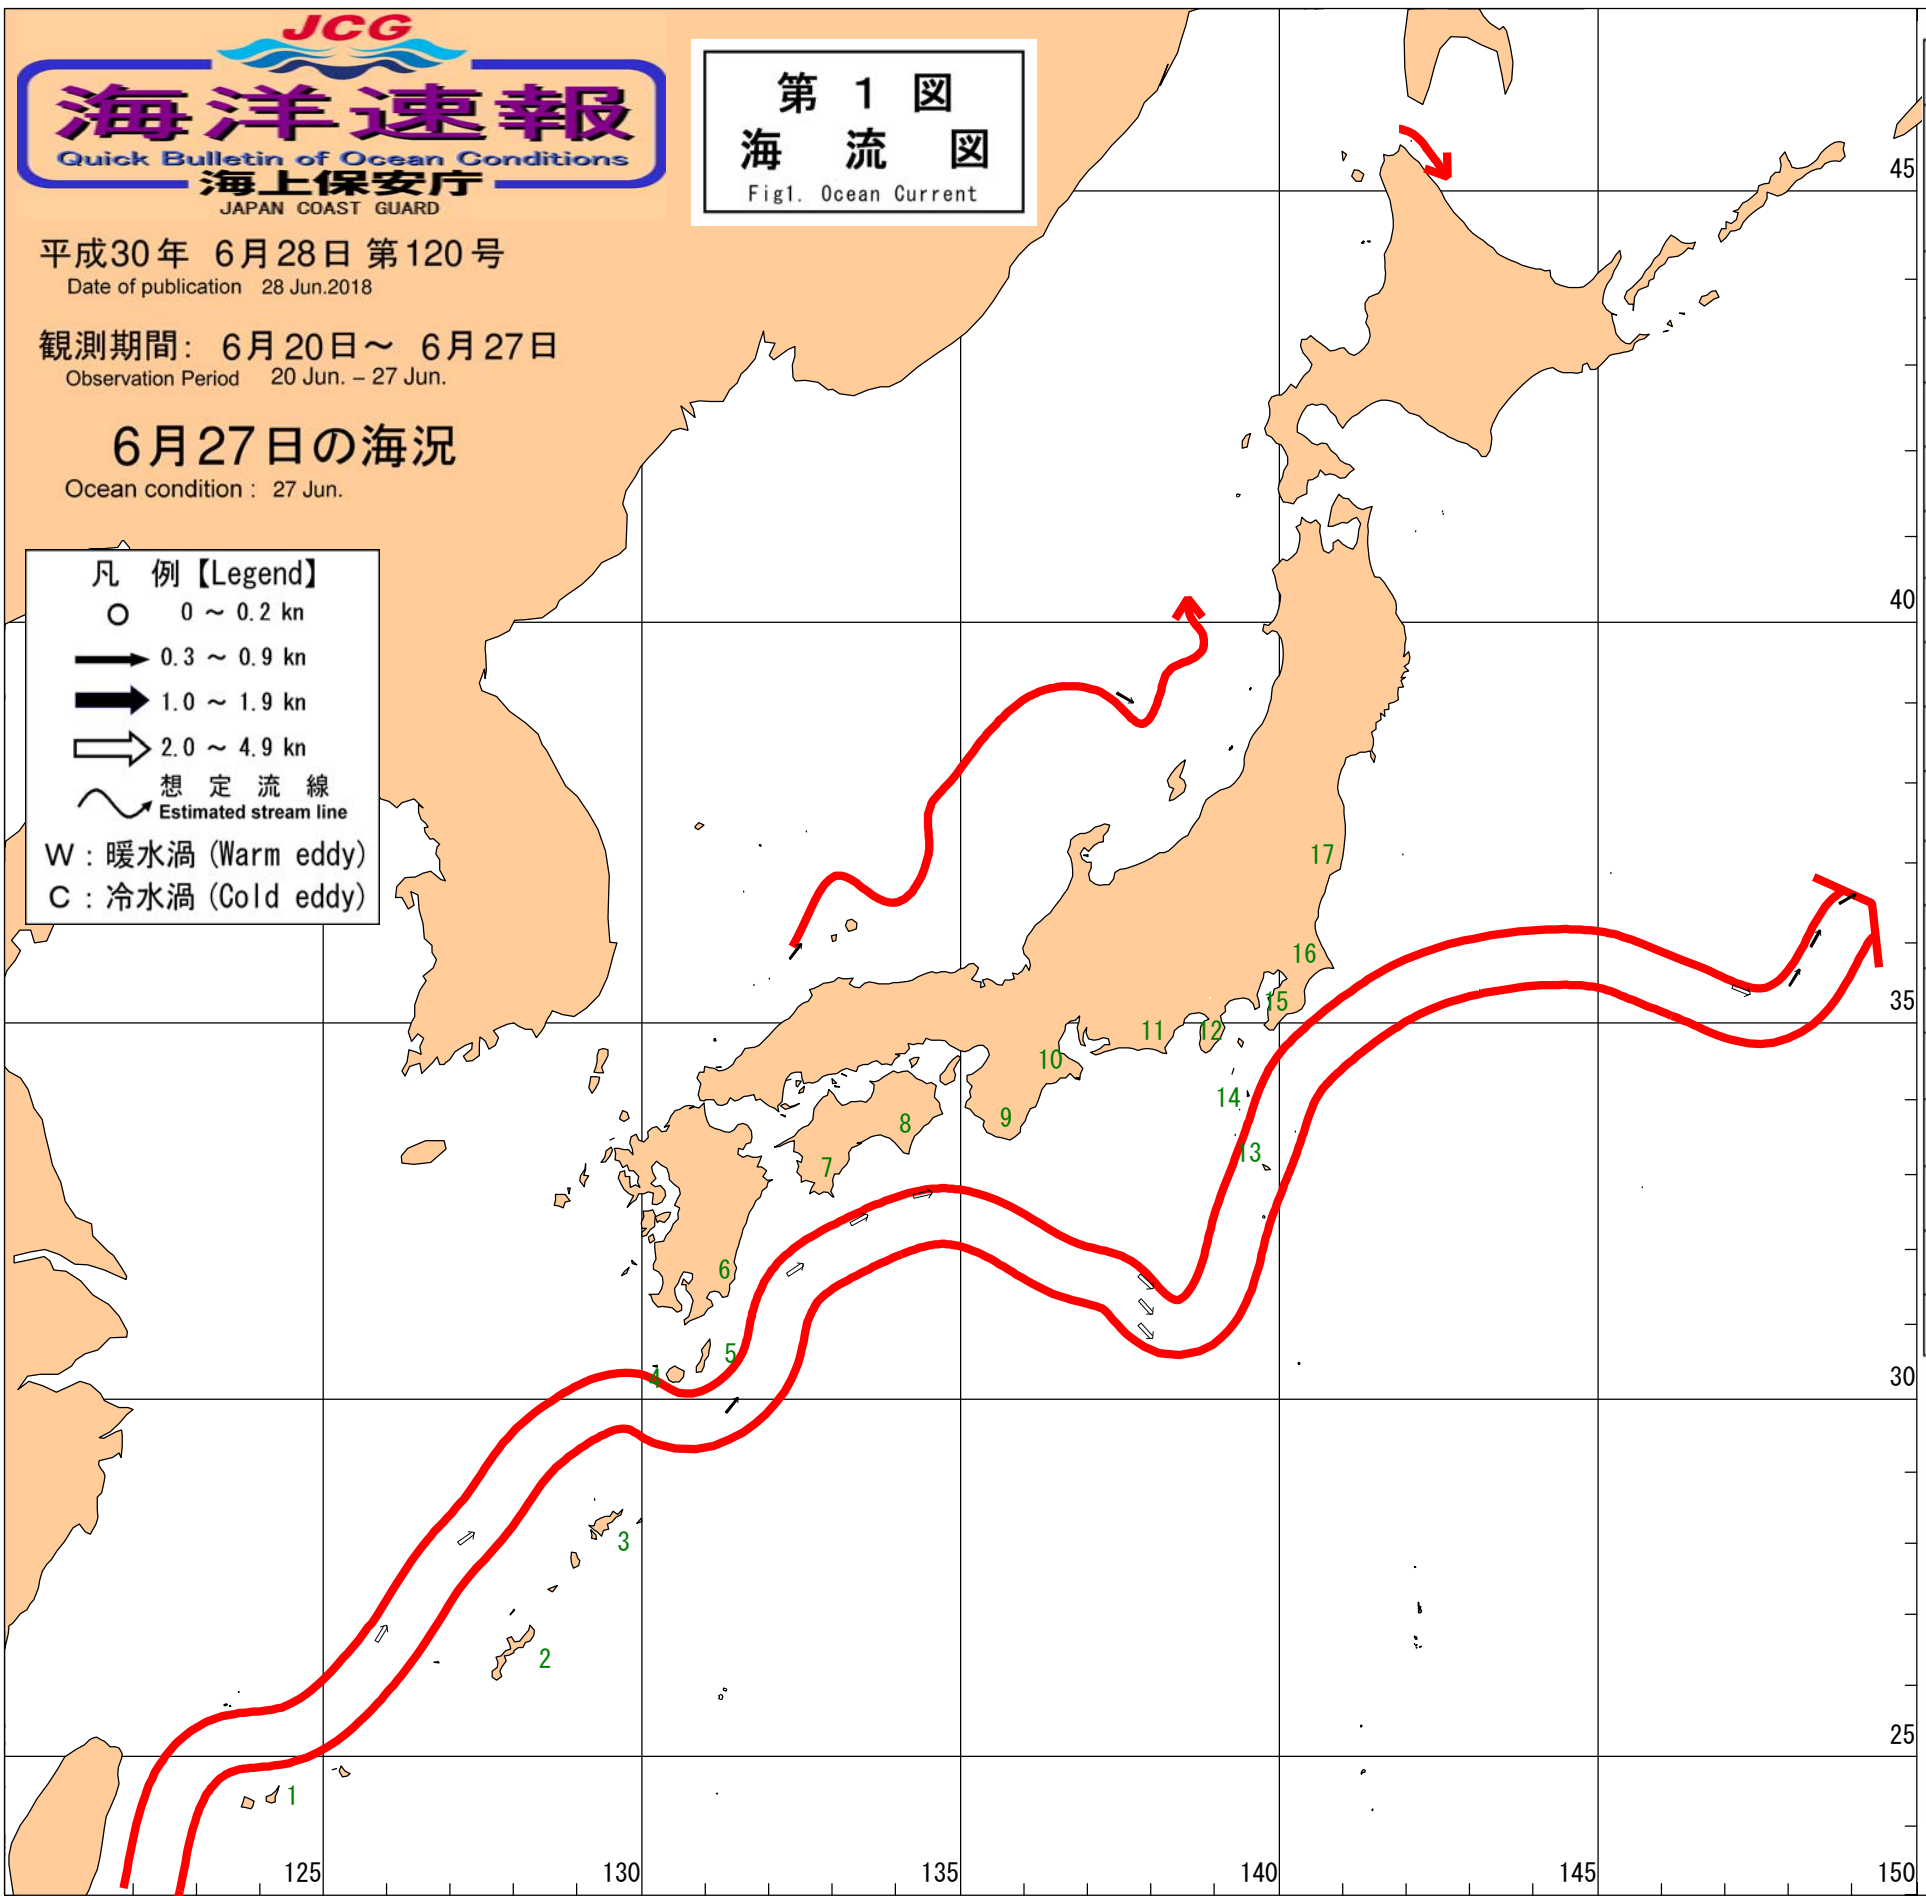 JCG
海洋速報
Quick Bulletin of Ocean Conditions
海上保安庁
JAPAN COAST GUARD
平成30年 6月28日 第120号
Date of publication 28 Jun.2018
観測期間： 6月20日～ 6月27日
Observation Period 20 Jun. – 27 Jun.
6月27日の海況
Ocean condition : 27 Jun.
第 1 図
海 流 図
Fig1. Ocean Current
凡 例【Legend】
0 ～ 0.2 kn
0.3 ～ 0.9 kn
1.0 ～ 1.9 kn
2.0 ～ 4.9 kn
想 定 流 線
Estimated stream line
W : 暖水渦 (Warm eddy)
C : 冷水渦 (Cold eddy)
45
40
17
16
35
15
12
11
10
14
9
8
13
7
6
5
4
30
3
2
25
1
125
130
135
140
145
150